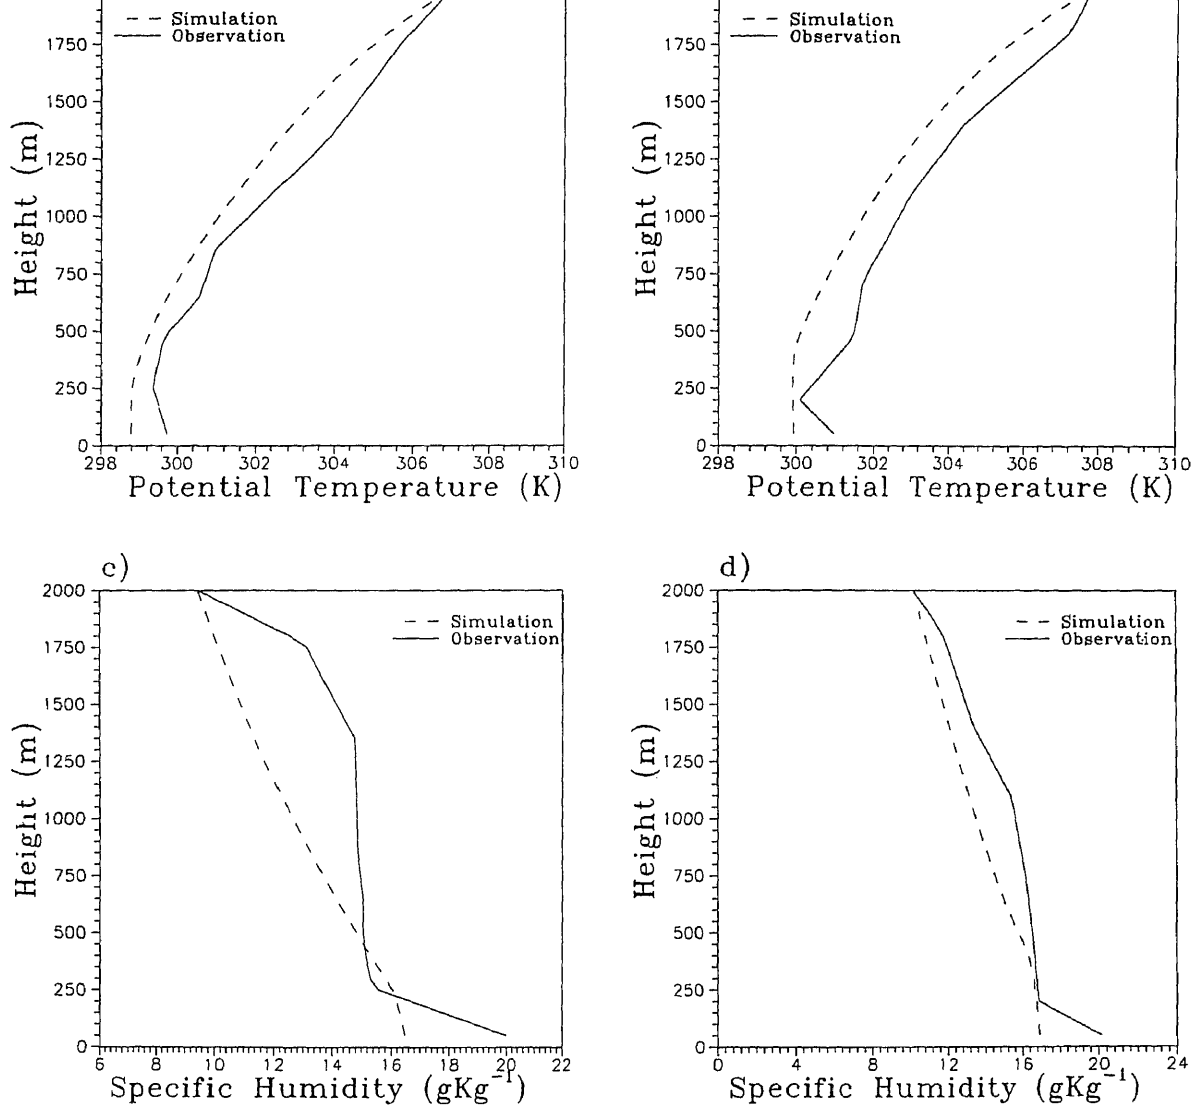 Simulation
Observation
1750
1500
1250
1000
750
500
250
0
Height (m)
298 300 302 304 306 308 310
Potential Temperature (K)
Simulation
Observation
1750
1500
1250
1000
750
500
250
0
Height (m)
298 300 302 304 306 308 310
Potential Temperature (K)
c)
2000
1750
1500
1250
1000
750
500
250
0
Height (m)
Simulation
Observation
6 8 10 12 14 16 18 20 22
Specific Humidity (gKg⁻¹)
d)
2000
1750
1500
1250
1000
750
500
250
0
Height (m)
Simulation
Observation
0 4 8 12 16 20 24
Specific Humidity (gKg⁻¹)